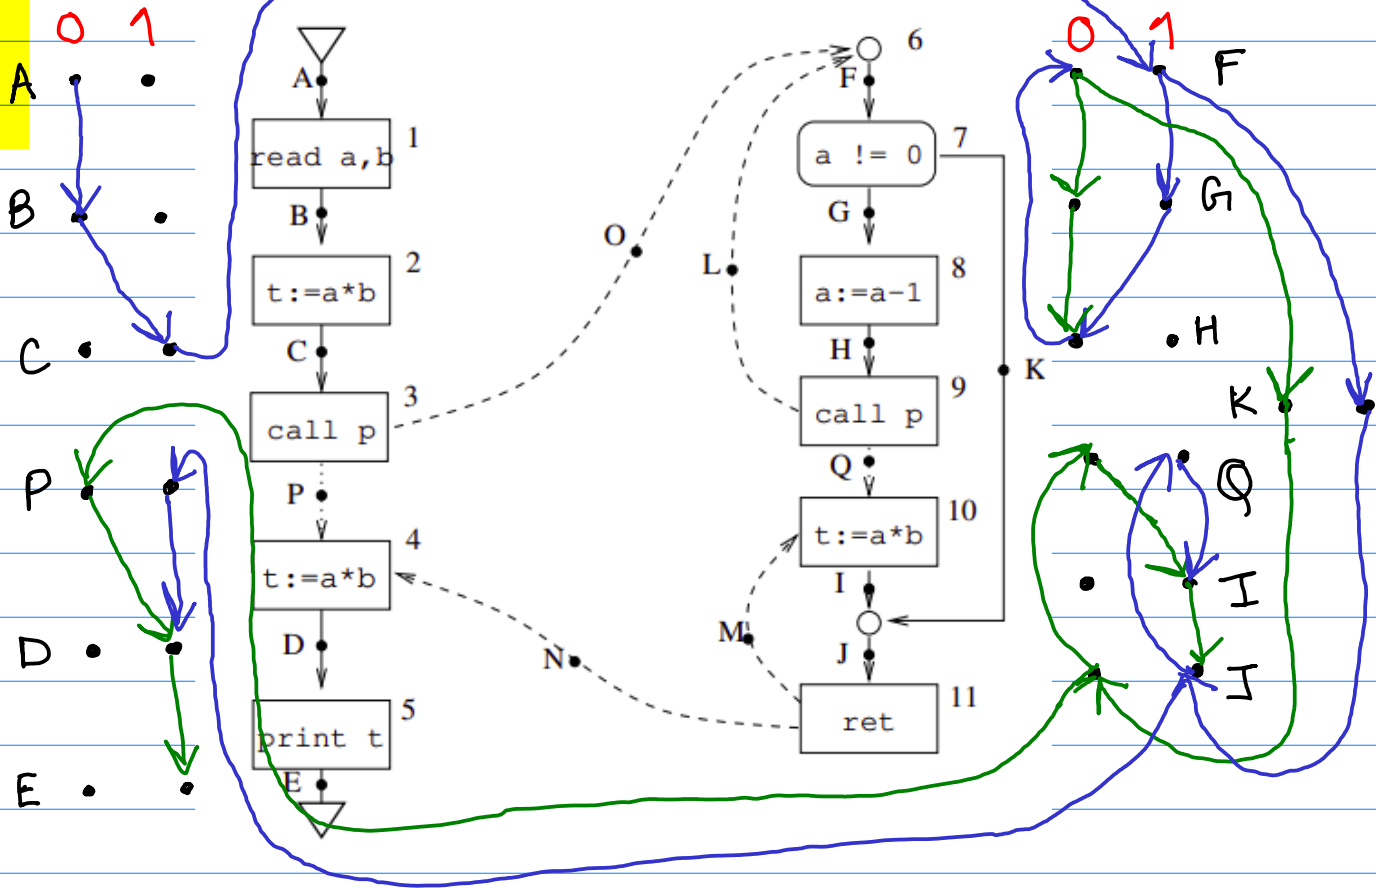 0 1
A
B
C
P
D
E
A
1
read a,b
B
2
t:=a*b
C
3
call p
P
4
t:=a*b
D
5
print t
E
O
L
N
M
6
F
7
a != 0
G
8
a:=a-1
H
K
9
call p
Q
10
t:=a*b
I
J
11
ret
0 1
F
G
H
K
Q
I
J